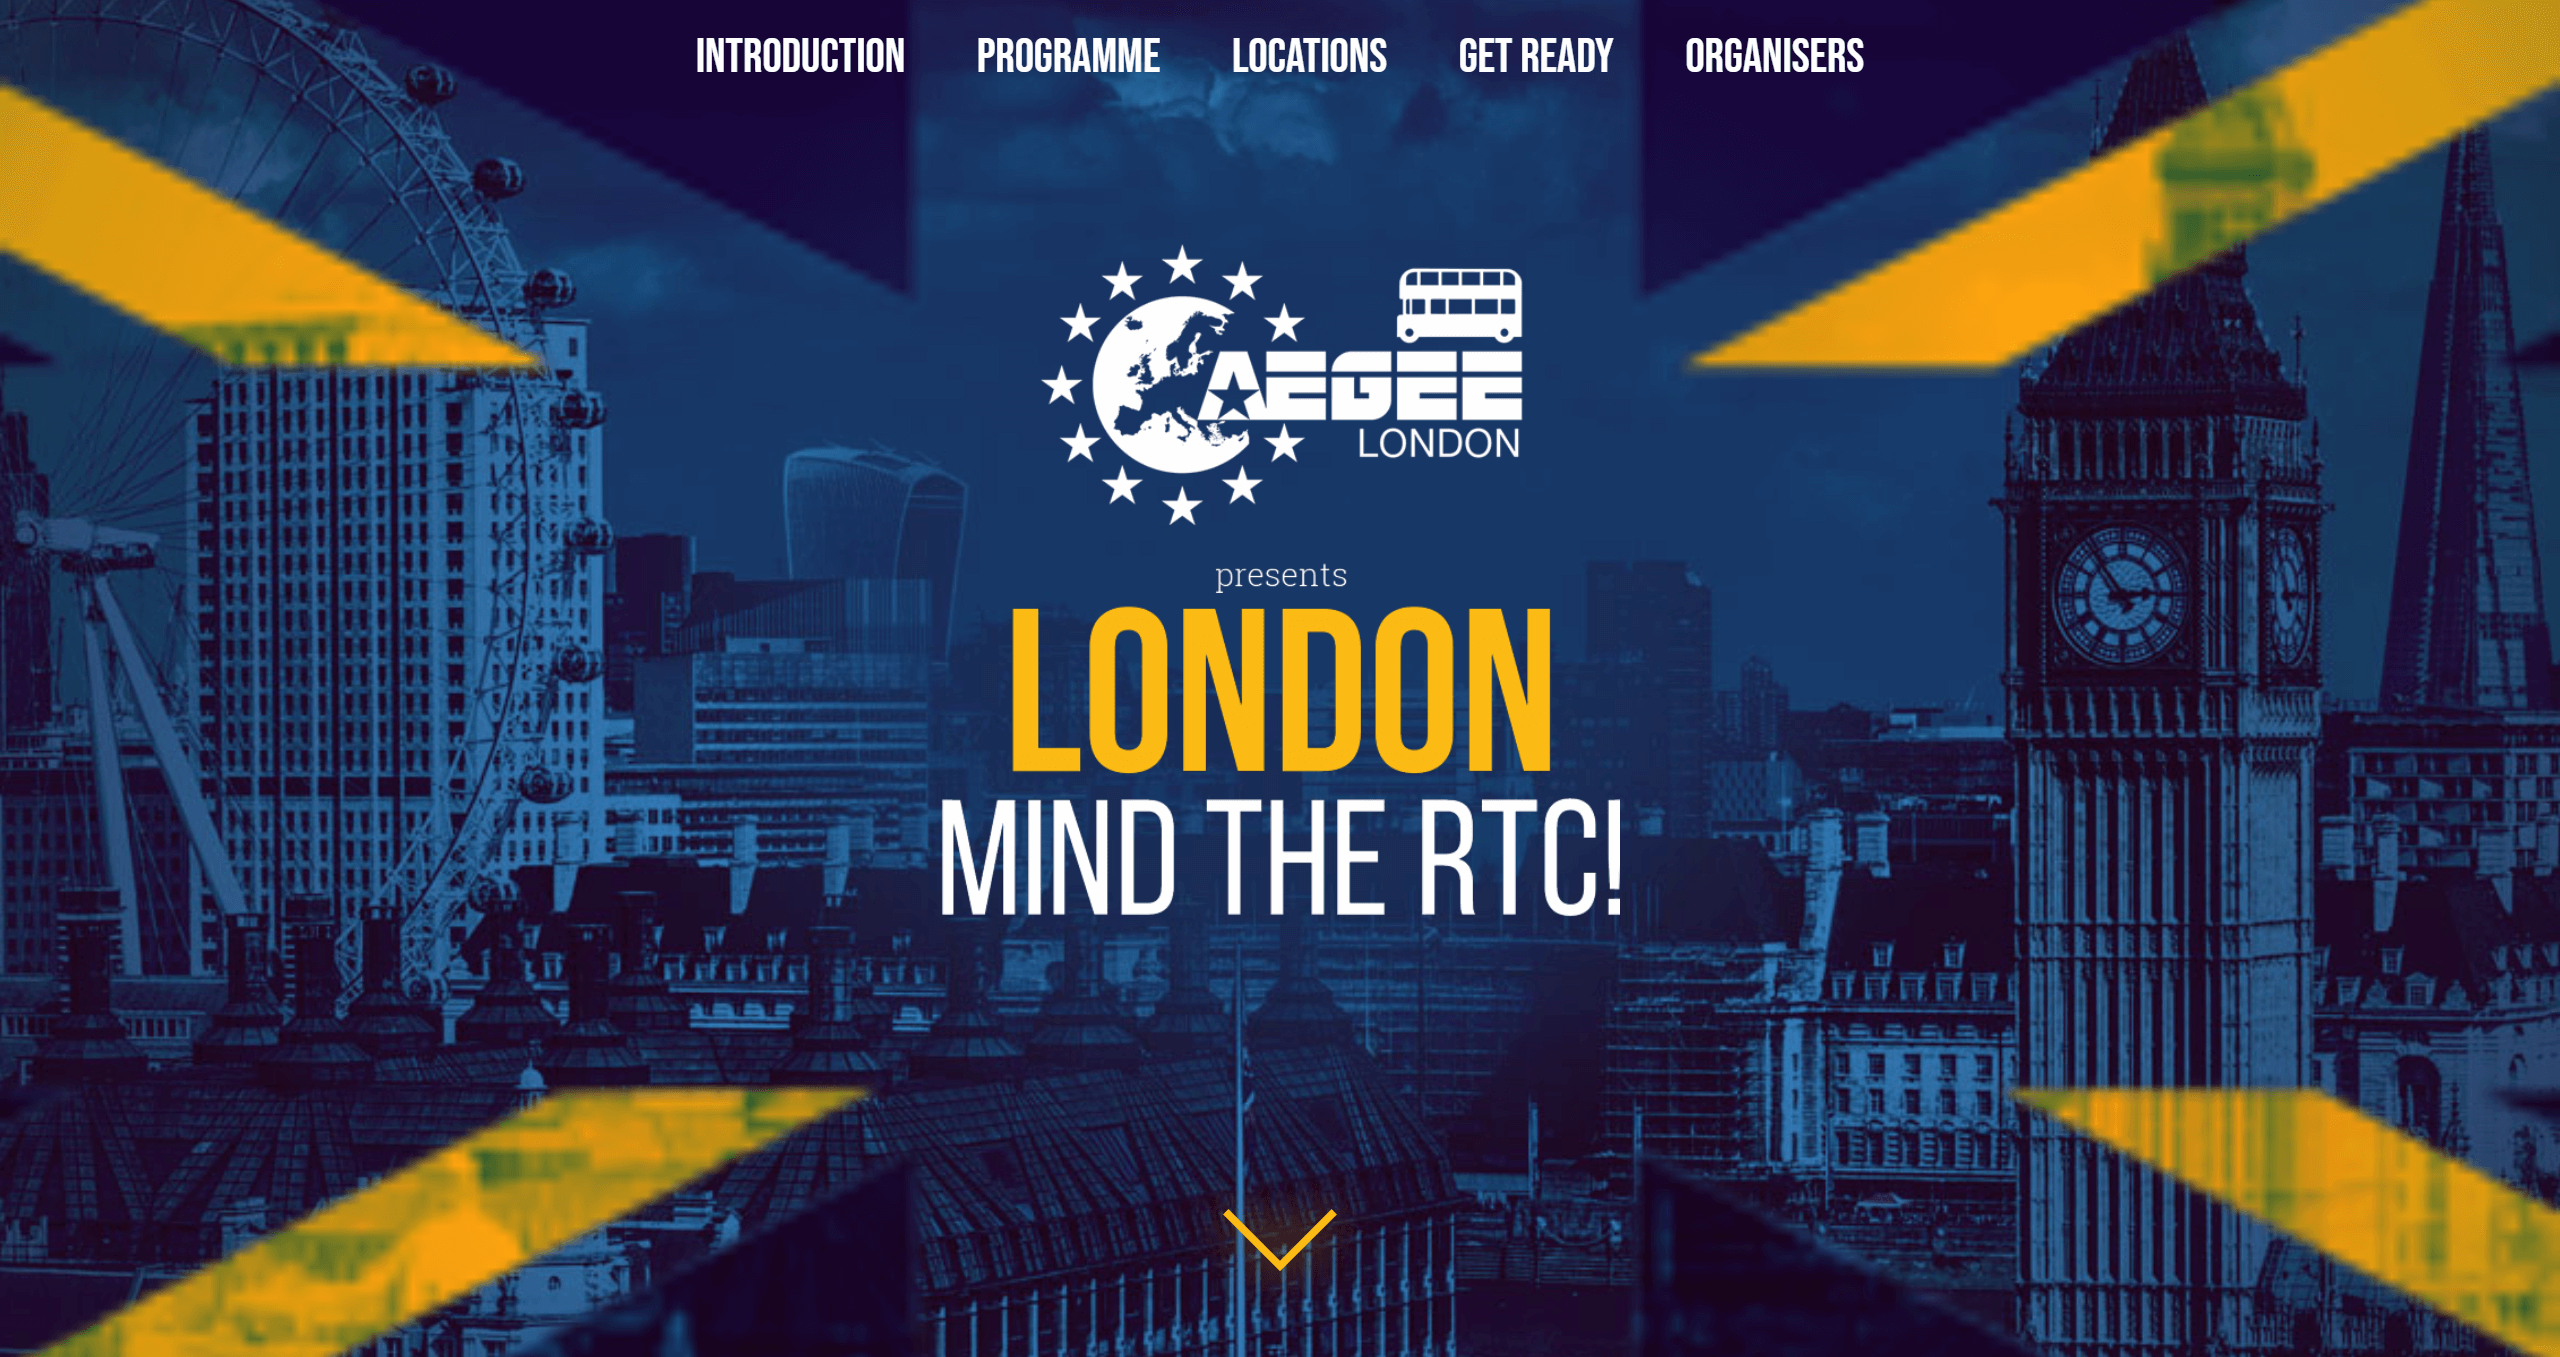 INTRODUCTION PROGRAMME LOCATIONS GET READY ORGANISERS
AEGEE
LONDON
presents
LONDON
MIND THE RTC!